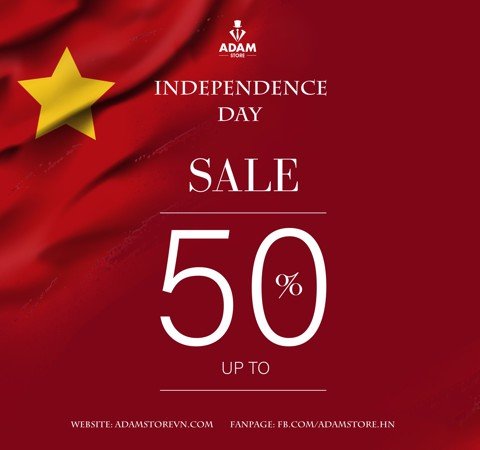 ADAM
STORE
INDEPENDENCE
DAY
SALE
50%
UP TO
WEBSITE: ADAMSTOREVN.COM FANPAGE: FB.COM/ADAMSTORE.HN